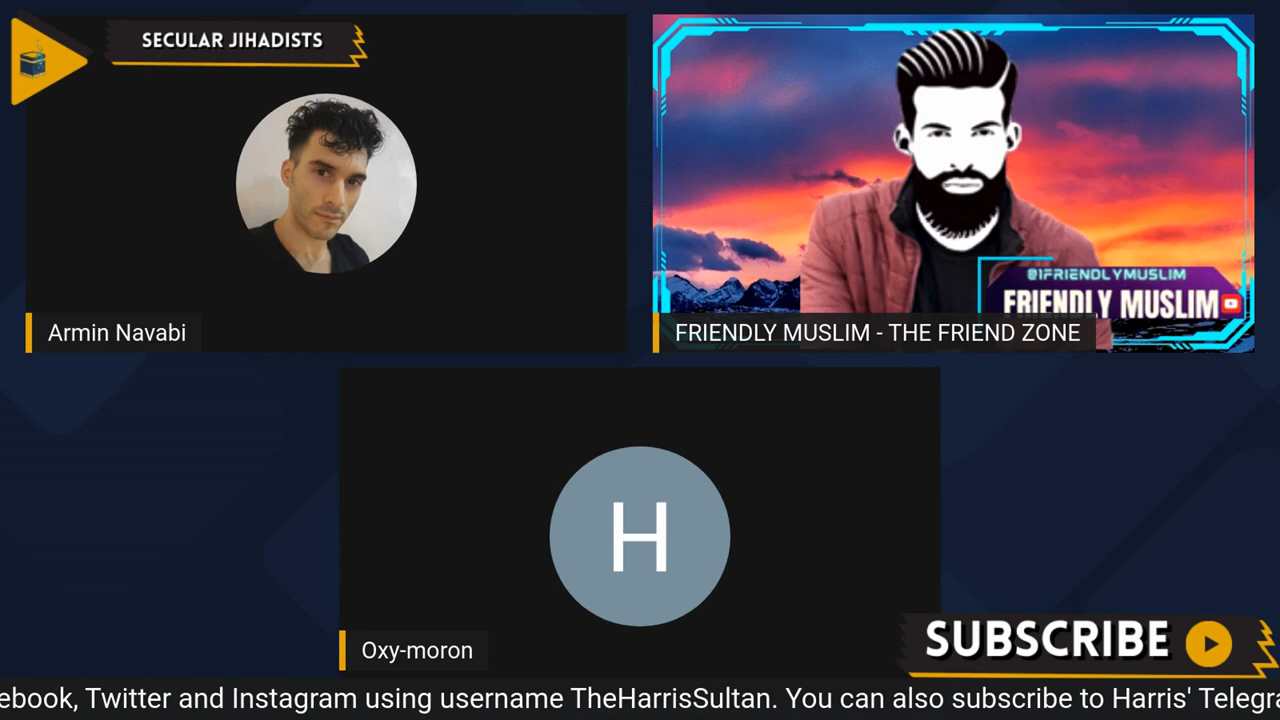 SECULAR JIHADISTS
Armin Navabi
@1FRIENDLYMUSLIM
FRIENDLY MUSLIM
FRIENDLY MUSLIM - THE FRIEND ZONE
H
Oxy-moron
SUBSCRIBE
ebook, Twitter and Instagram using username TheHarrisSultan. You can also subscribe to Harris' Telegra